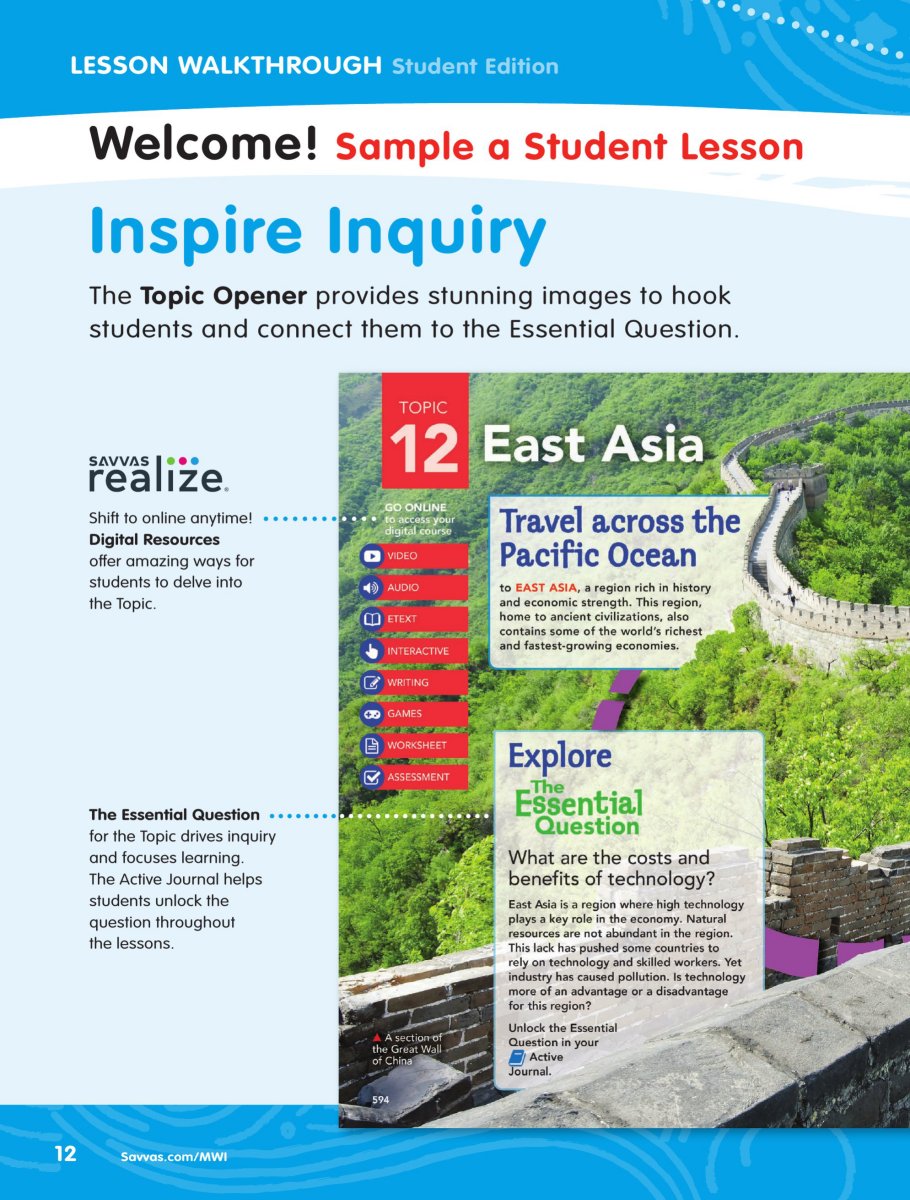 LESSON WALKTHROUGH Student Edition
Welcome! Sample a Student Lesson
Inspire Inquiry
The Topic Opener provides stunning images to hook
students and connect them to the Essential Question.
SAVVAS
realize®
Shift to online anytime!
Digital Resources
offer amazing ways for
students to delve into
the Topic.
The Essential Question
for the Topic drives inquiry
and focuses learning.
The Active Journal helps
students unlock the
question throughout
the lessons.
TOPIC
12
East Asia
GO ONLINE
to access your
digital course
VIDEO
AUDIO
ETEXT
INTERACTIVE
WRITING
GAMES
WORKSHEET
ASSESSMENT
Travel across the
Pacific Ocean
to EAST ASIA, a region rich in history
and economic strength. This region,
home to ancient civilizations, also
contains some of the world's richest
and fastest-growing economies.
Explore
The
Essential
Question
What are the costs and
benefits of technology?
East Asia is a region where high technology
plays a key role in the economy. Natural
resources are not abundant in the region.
This lack has pushed some countries to
rely on technology and skilled workers. Yet
industry has caused pollution. Is technology
more of an advantage or a disadvantage
for this region?
Unlock the Essential
Question in your
Active
Journal.
▲ A section of
the Great Wall
of China
594
12
Savvas.com/MWI